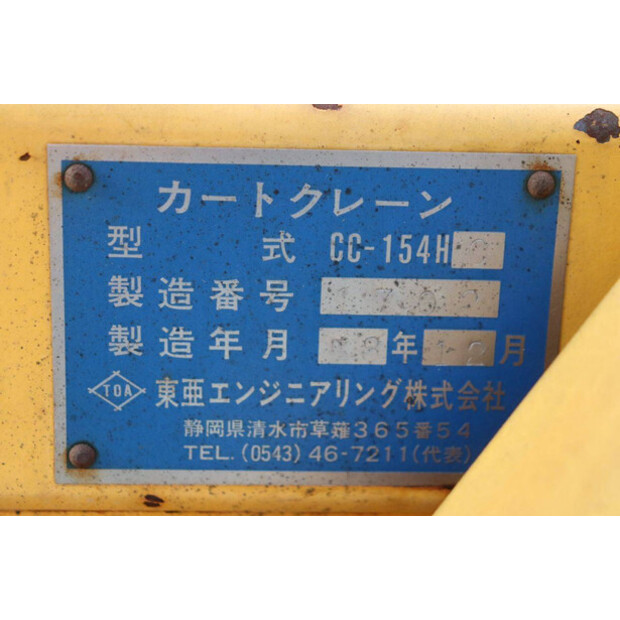 カートクレーン
型式 CC-154H
製造番号
製造年月 年 12月
TOA 東亜エンジニアリング株式会社
静岡県清水市草薙365番54
TEL.(0543)46-7211(代表)